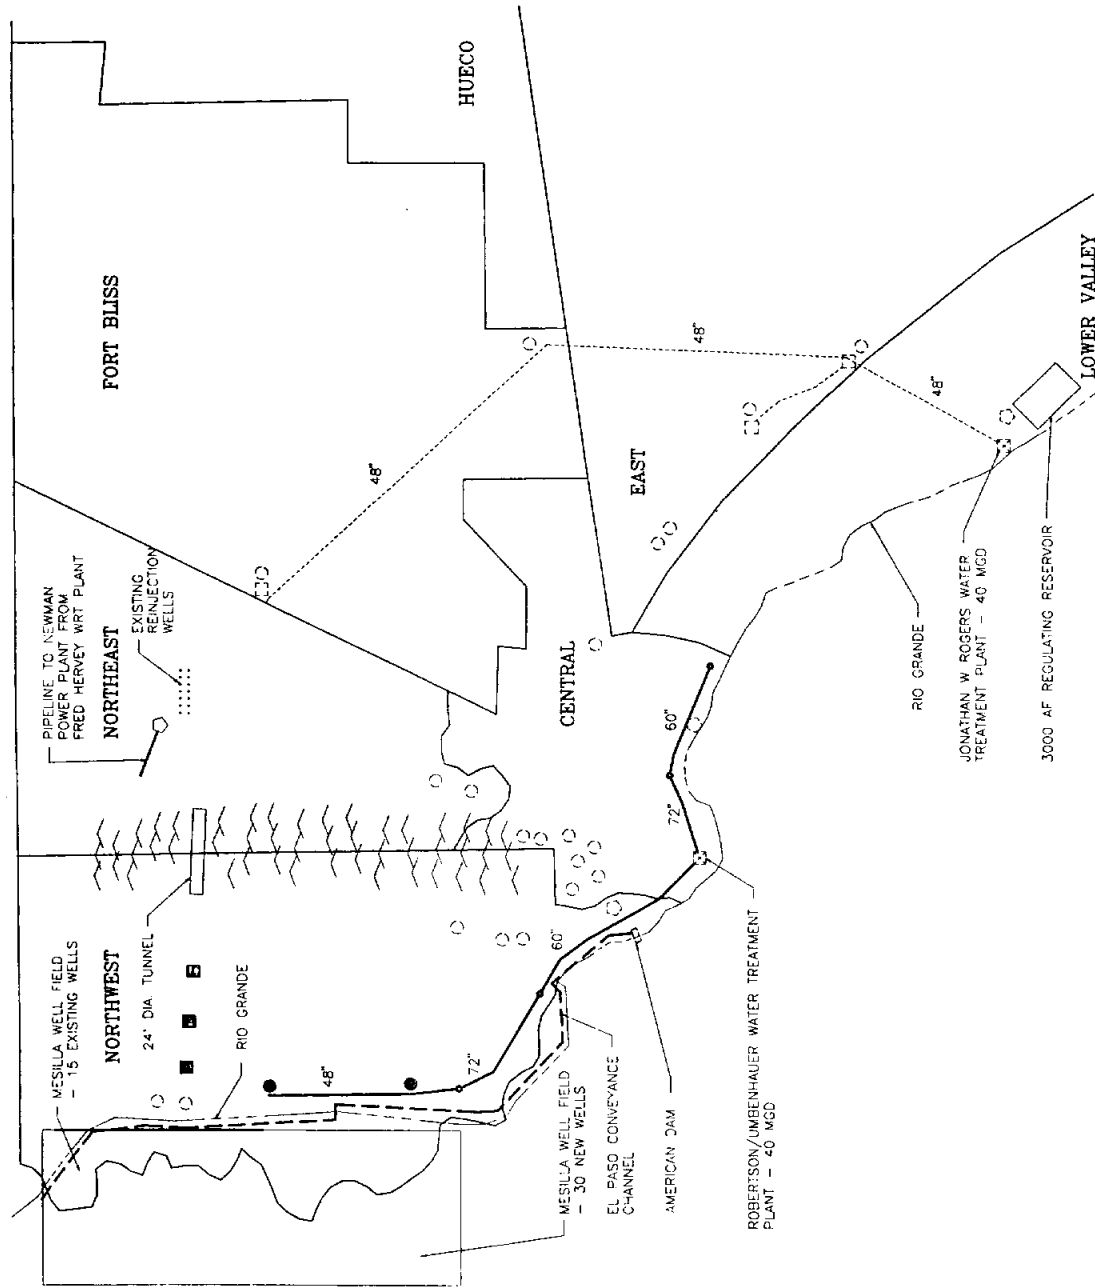 MESILLA WELL FIELD
- 15 EXISTING WELLS
NORTHWEST
24' DIA. TUNNEL
RIO GRANDE
PIPELINE TO NEWMAN
POWER PLANT FROM
FRED HERVEY WRT PLANT
NORTHEAST
EXISTING
REINJECTION
WELLS
FORT BLISS
HUECO
48"
48"
48"
48"
72"
60"
72"
60"
CENTRAL
EAST
LOWER VALLEY
MESILLA WELL FIELD
- 30 NEW WELLS
EL PASO CONVEYANCE
CHANNEL
AMERICAN DAM
ROBERTSON/UMBENHAUER WATER TREATMENT
PLANT - 40 MGD
RIO GRANDE
JONATHAN W ROGERS WATER
TREATMENT PLANT - 40 MGD
3000 AF REGULATING RESERVOIR